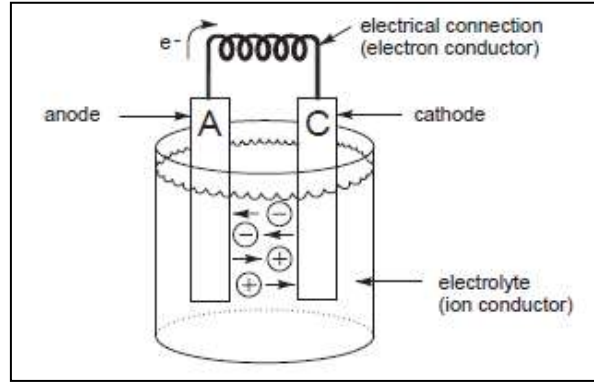 electrical connection
(electron conductor)
e-
anode
cathode
A
C
−
−
+
+
electrolyte
(ion conductor)